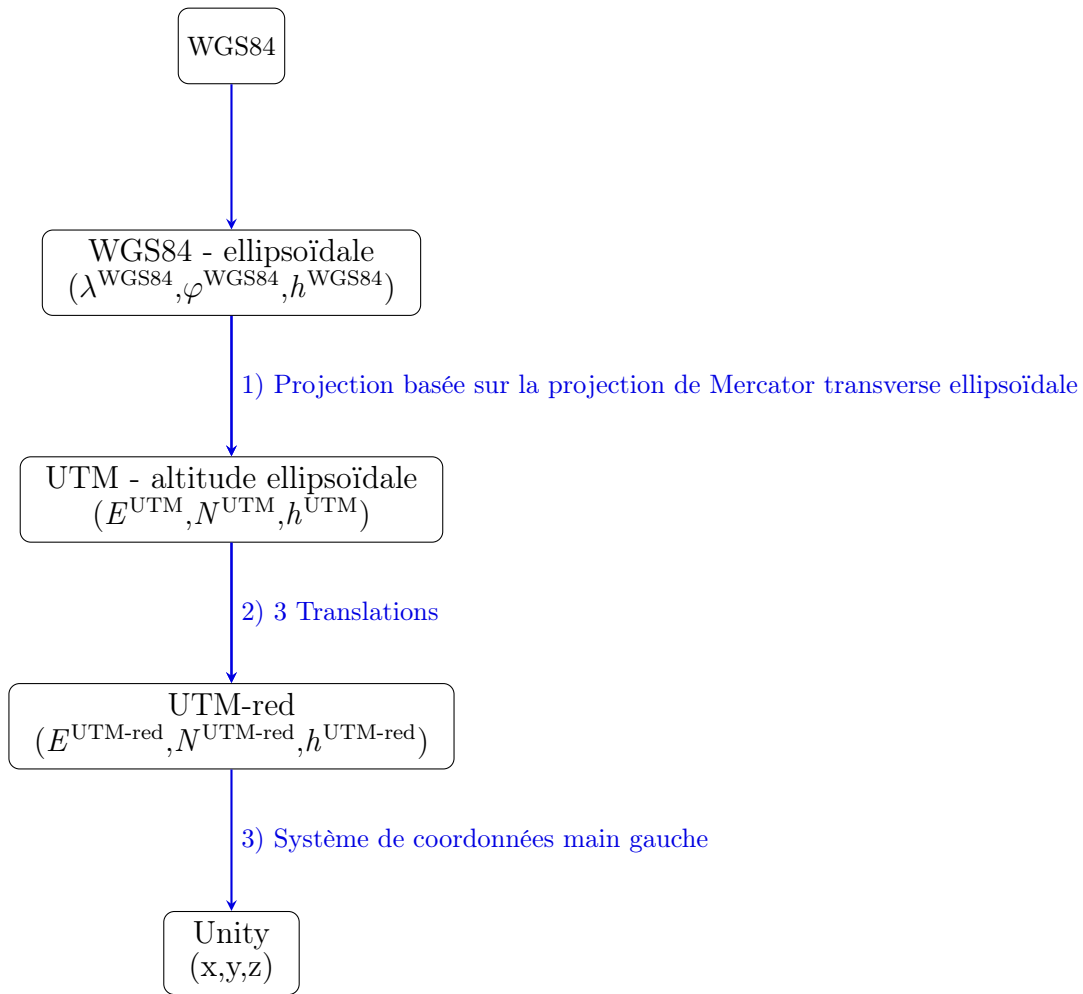 WGS84
WGS84 - ellipsoïdale
(λ^WGS84,φ^WGS84,h^WGS84)
1) Projection basée sur la projection de Mercator transverse ellipsoïdale
UTM - altitude ellipsoïdale
(E^UTM,N^UTM,h^UTM)
2) 3 Translations
UTM-red
(E^UTM-red,N^UTM-red,h^UTM-red)
3) Système de coordonnées main gauche
Unity
(x,y,z)